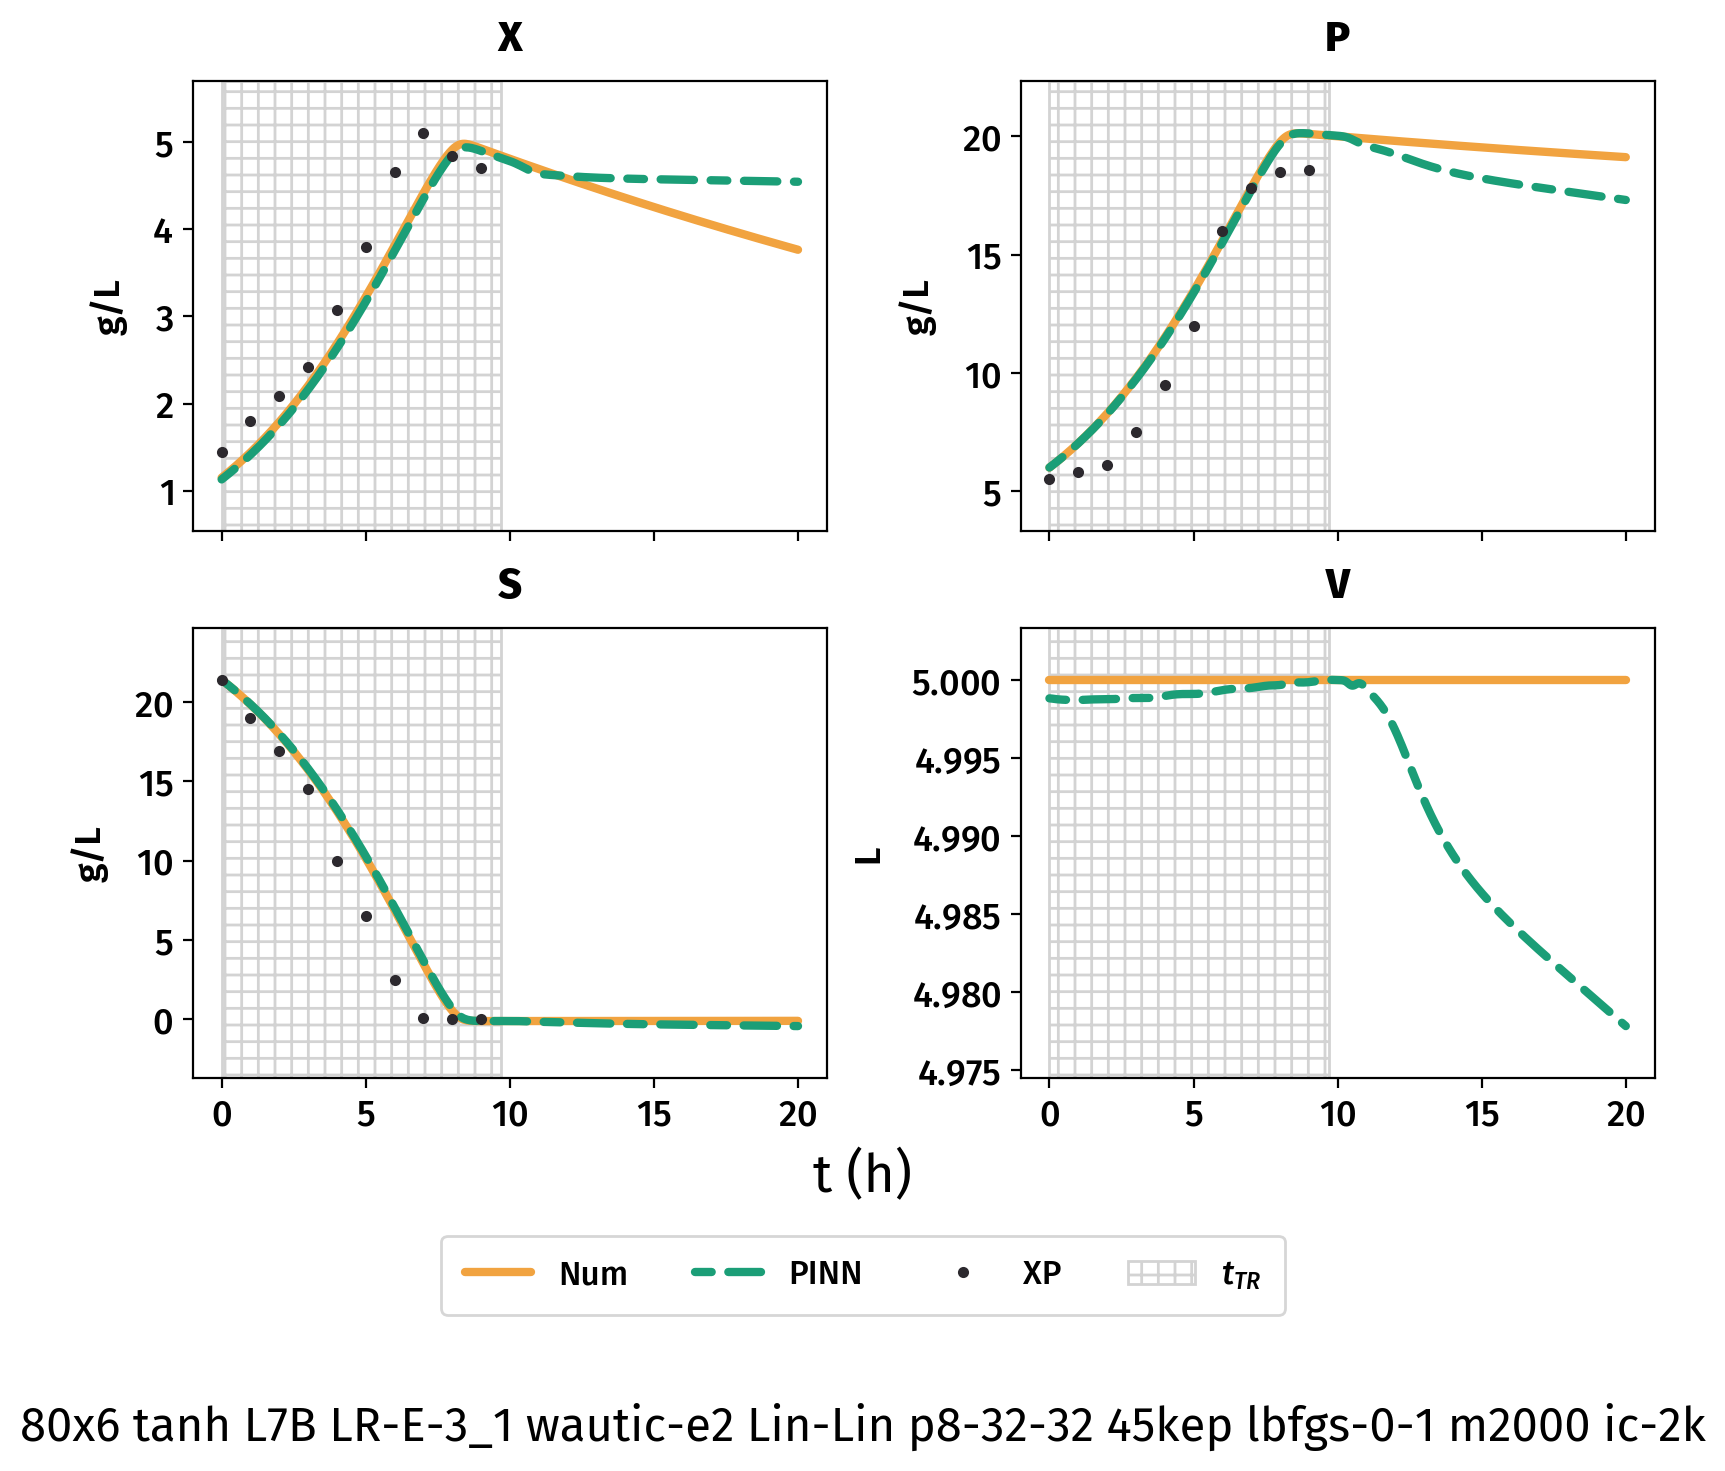 X
P
5
4
3
2
1
g/L
20
15
10
5
g/L
S
V
20
15
10
5
0
g/L
0 5 10 15 20
5.000
4.995
4.990
4.985
4.980
4.975
L
0 5 10 15 20
t (h)
Num PINN XP tTR
80x6 tanh L7B LR-E-3_1 wautic-e2 Lin-Lin p8-32-32 45kep lbfgs-0-1 m2000 ic-2k